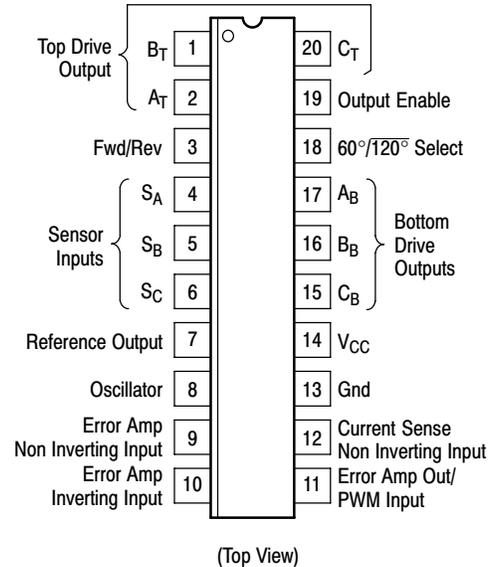 Top Drive
Output
B_T 1
A_T 2
Fwd/Rev 3
Sensor
Inputs
S_A 4
S_B 5
S_C 6
Reference Output 7
Oscillator 8
Error Amp
Non Inverting Input 9
Error Amp
Inverting Input 10
20 C_T
19 Output Enable
18 60°/120° Select
17 A_B
16 B_B
15 C_B
Bottom
Drive
Outputs
14 V_CC
13 Gnd
12 Current Sense
Non Inverting Input
11 Error Amp Out/
PWM Input
(Top View)